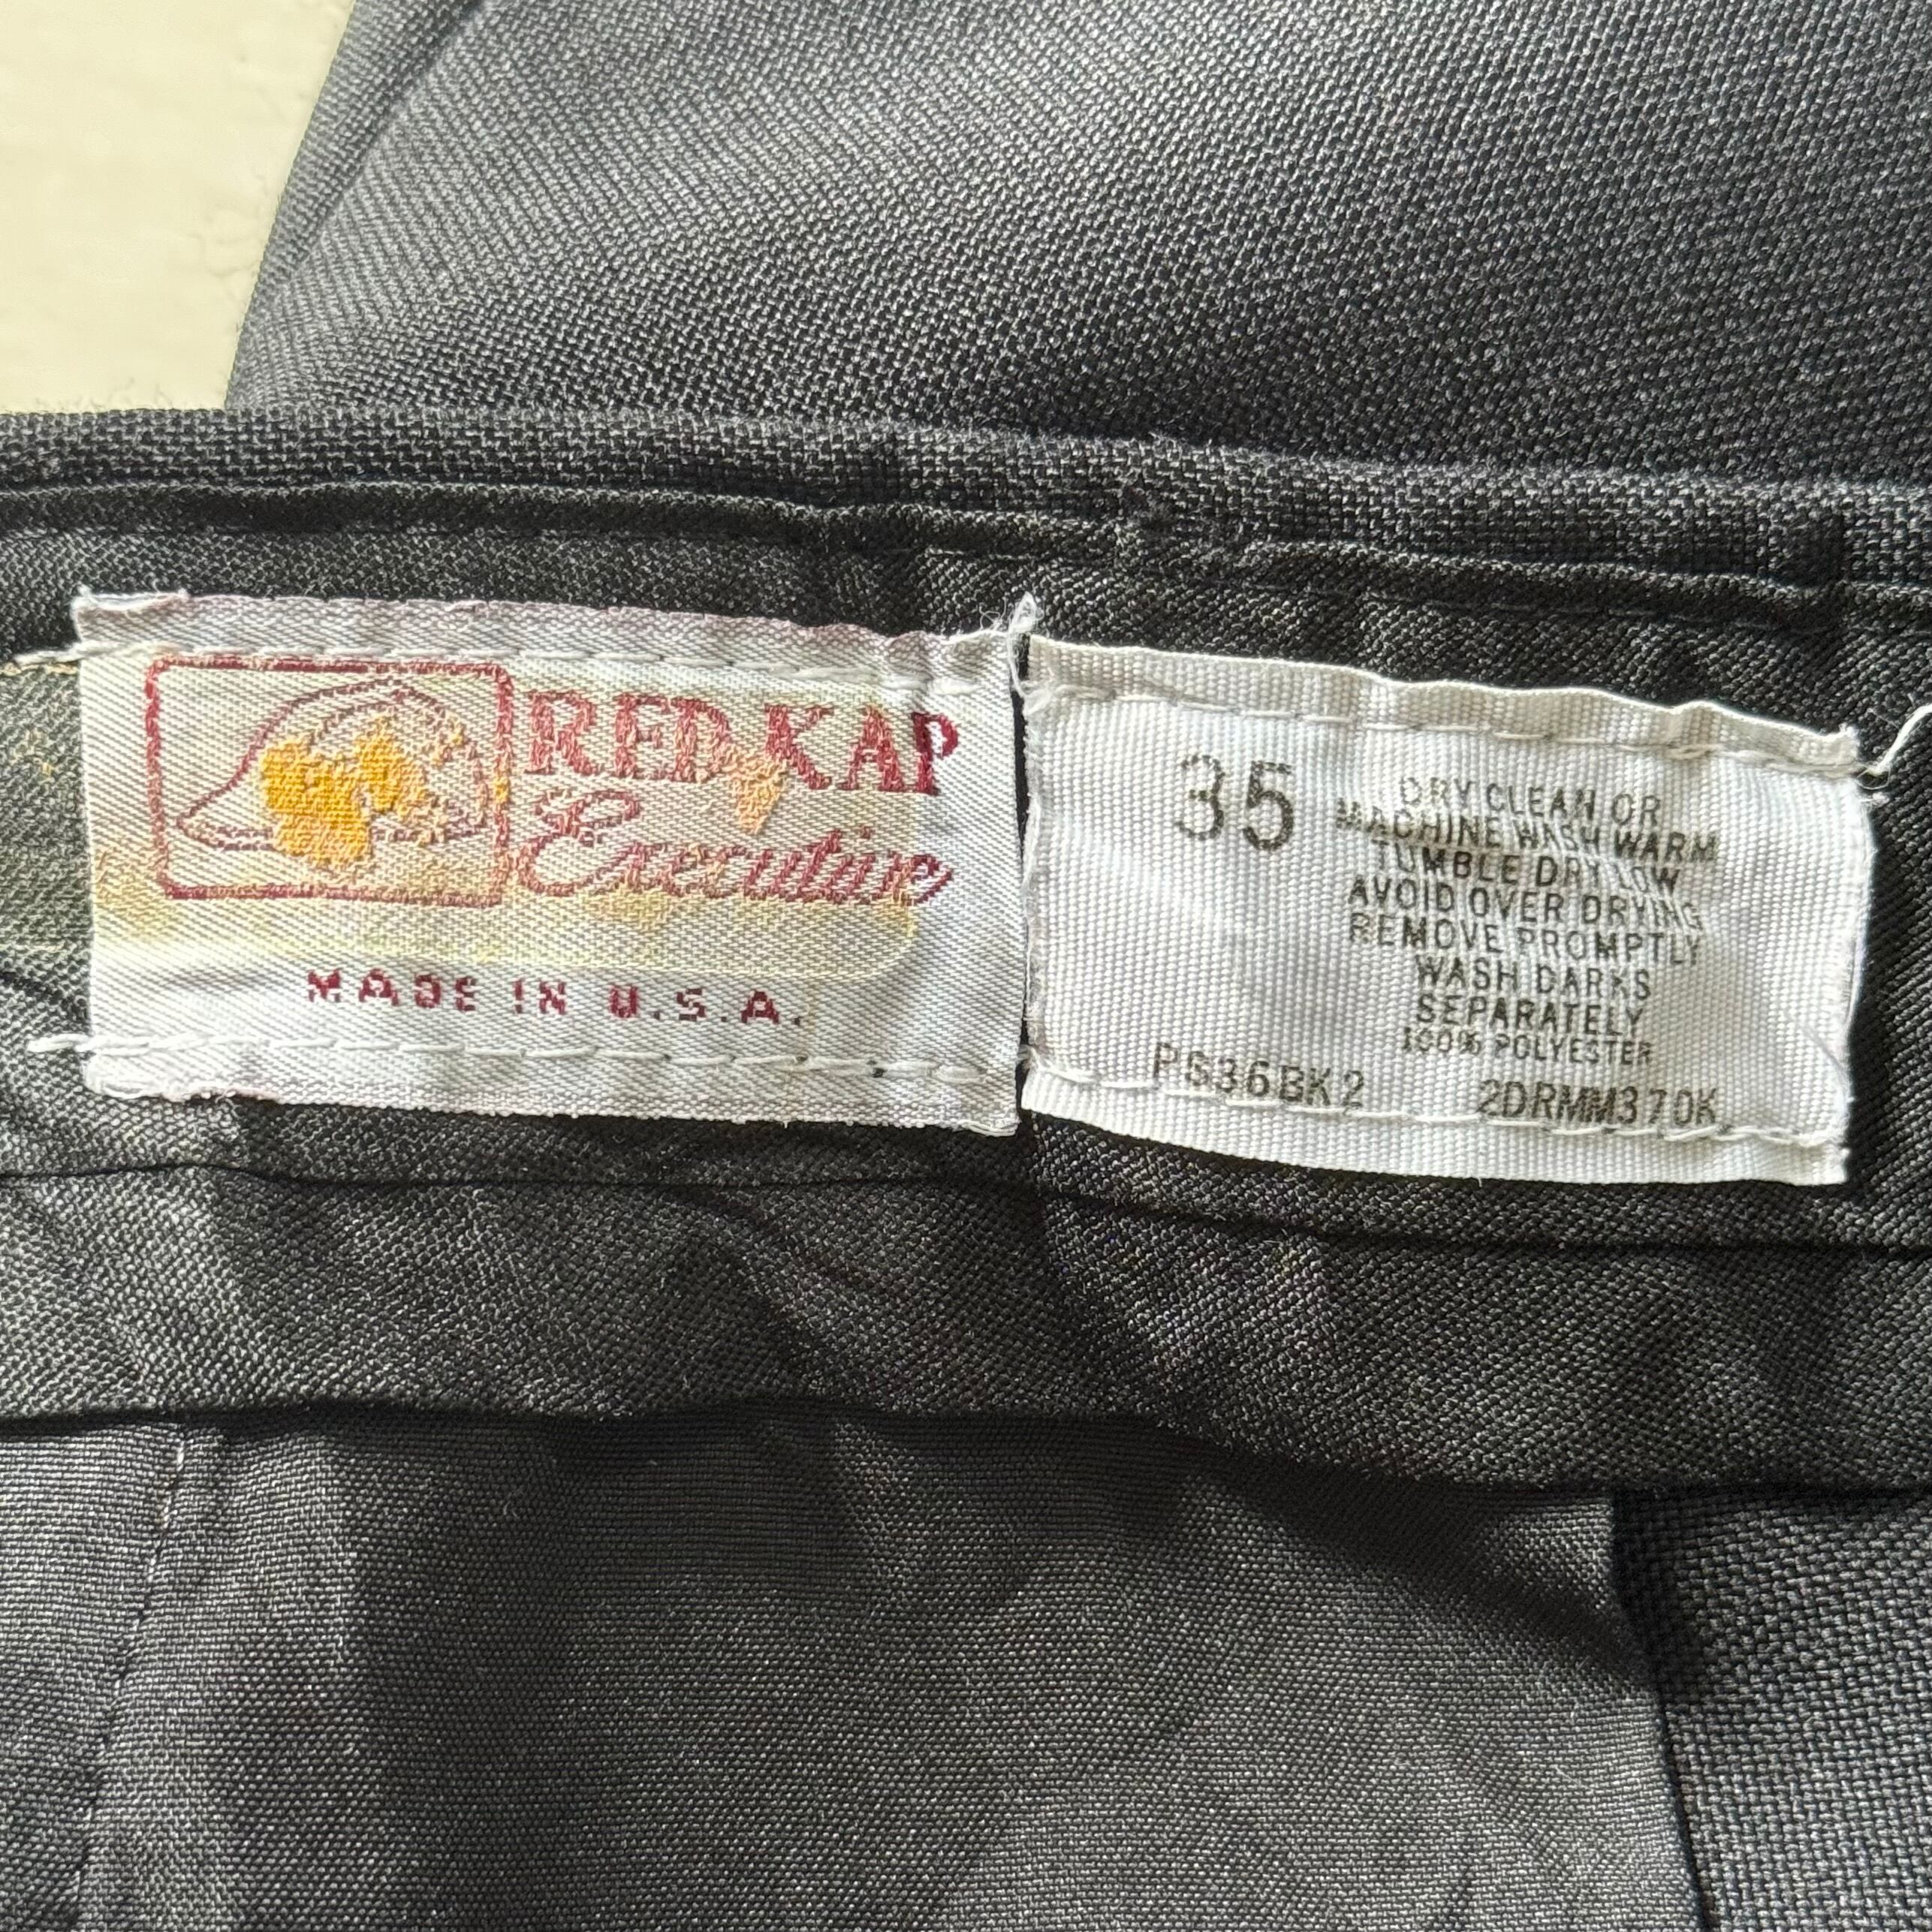 RED KAP
Executive
MADE IN U.S.A.
35
DRY CLEAN OR
MACHINE WASH WARM
TUMBLE DRY LOW
AVOID OVER DRYING
REMOVE PROMPTLY
WASH DARKS
SEPARATELY
100% POLYESTER
PS36BK2 2DRMM370K